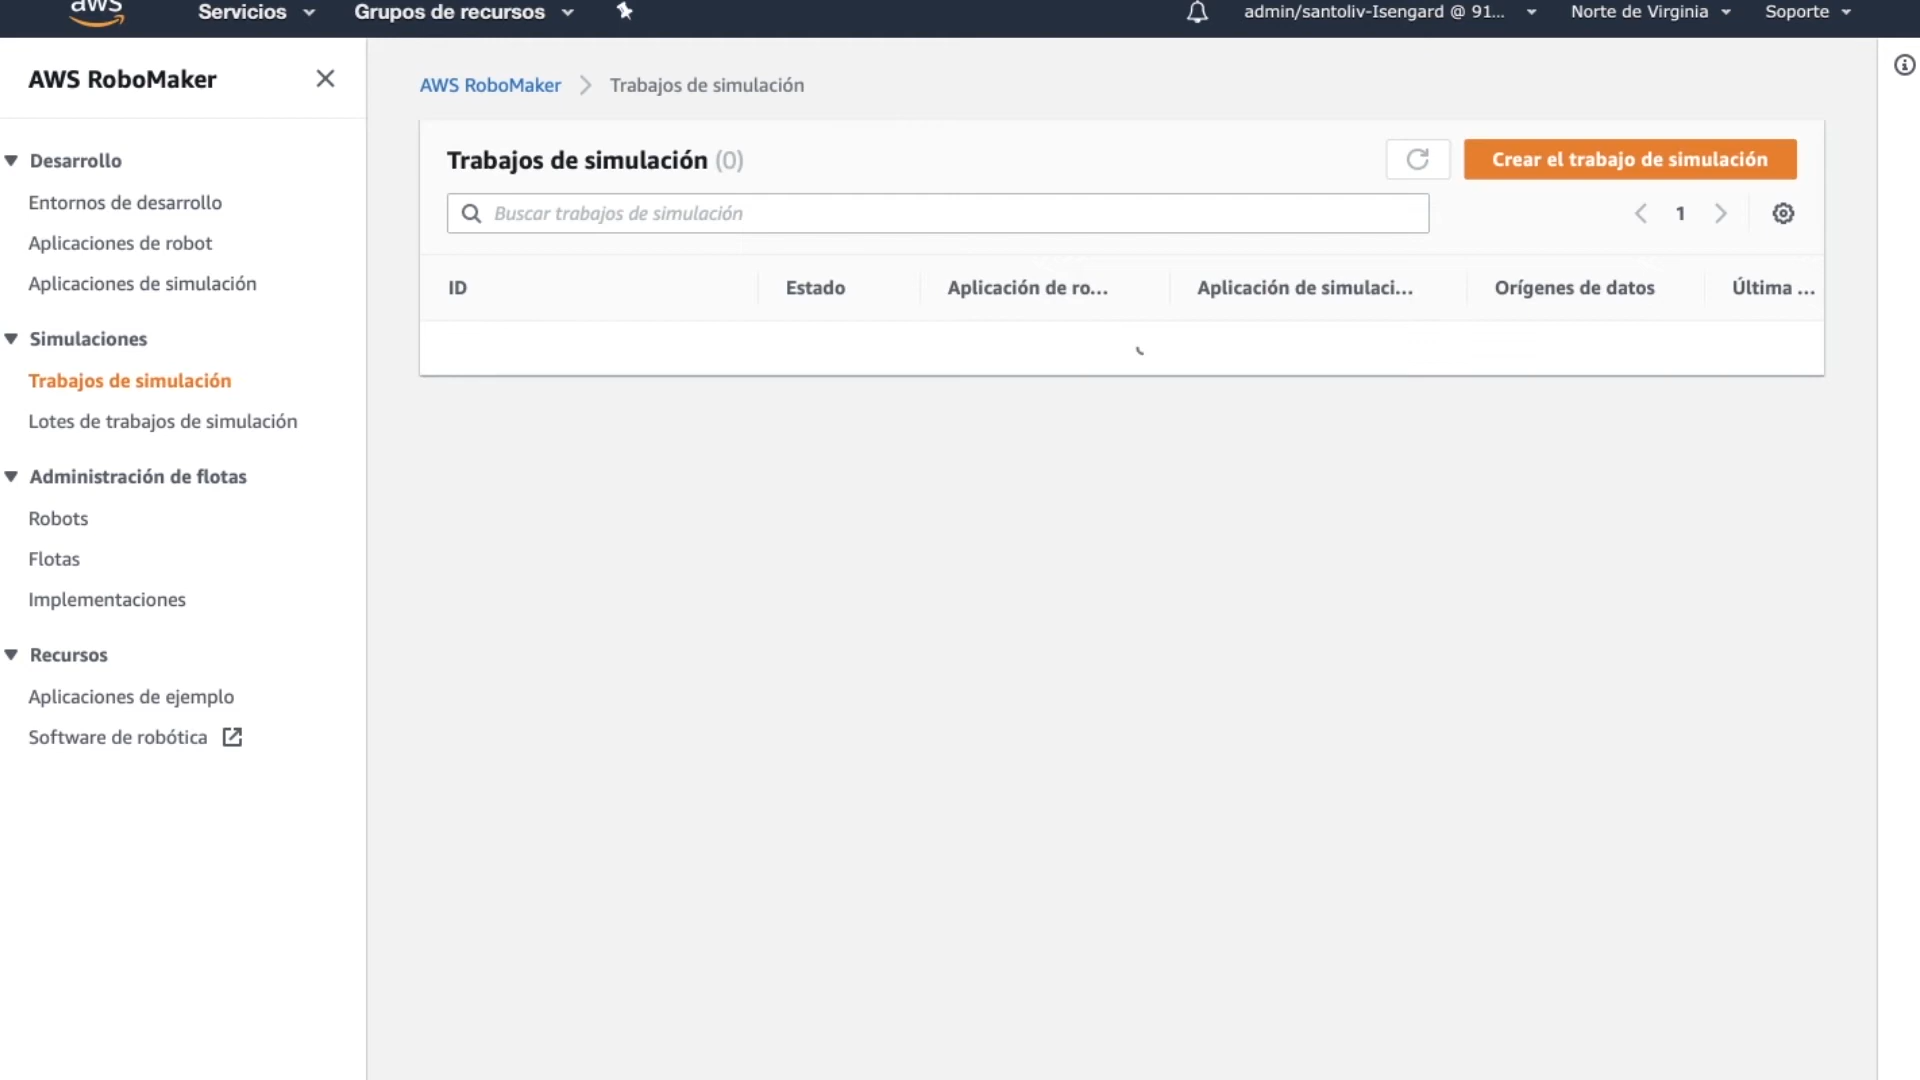 aws Servicios Grupos de recursos admin/santoliv-Isengard @ 91... Norte de Virginia Soporte
AWS RoboMaker
Desarrollo
Entornos de desarrollo
Aplicaciones de robot
Aplicaciones de simulación
Simulaciones
Trabajos de simulación
Lotes de trabajos de simulación
Administración de flotas
Robots
Flotas
Implementaciones
Recursos
Aplicaciones de ejemplo
Software de robótica
AWS RoboMaker Trabajos de simulación
Trabajos de simulación (0) Crear el trabajo de simulación
Buscar trabajos de simulación 1
ID Estado Aplicación de ro... Aplicación de simulaci... Orígenes de datos Última ...